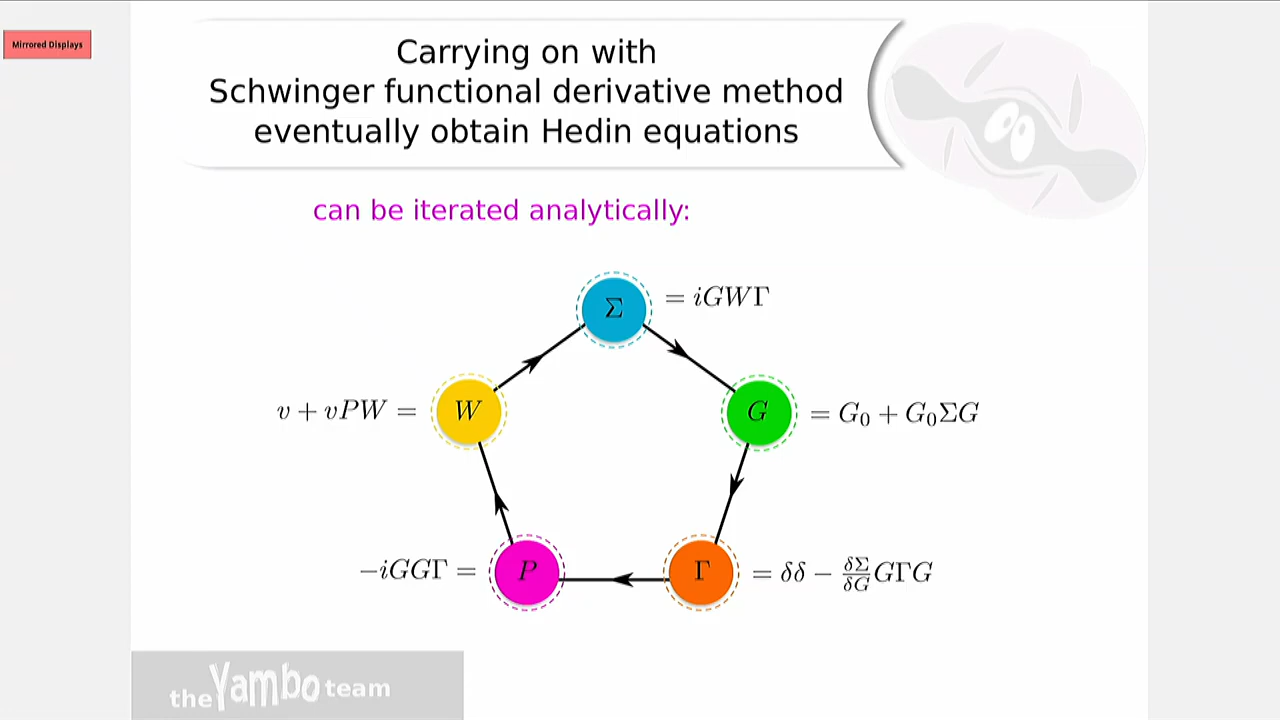 Mirrored Displays
Carrying on with
Schwinger functional derivative method
eventually obtain Hedin equations
can be iterated analytically:
Σ = iGWΓ
v + vPW = W
G = G₀ + G₀ΣG
−iGGΓ = P
Γ = δδ − δΣ/δG GΓG
the Yambo team